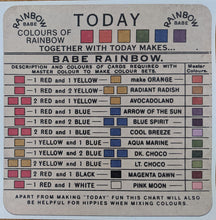 RAINBOW BABE
TODAY
RAINBOW BABE
COLOURS OF RAINBOW
TOGETHER WITH TODAY MAKES...
BABE RAINBOW.
DESCRIPTION AND COLOURS OF CARDS REQUIRED WITH MASTER COLOUR TO MAKE COLOUR SETS.
Master Colours.
1 RED and 1 YELLOW— make ORANGE
2 RED and 1 YELLOW— RADIANT RADISH
2 RED and 1 YELLOW— AVOCADOLAND
1 RED and 1 BLUE — ARROW OF THE SUN
1 RED and 2 BLUE — BLUE SPIRIT
2 RED and 1 BLUE — COOL BREEZE
1 YELLOW and 1 BLUE — AQUA MARINE
1 YELLOW and 2 BLUE — DK. CHOCO
2 YELLOW and 1 BLUE — LT. CHOCO
2 RED and 1 BLACK — MAGENTA DAWN
1 RED and 1 WHITE — PINK MOON
APART FROM MAKING "TODAY" FUN THIS CHART WILL ALSO
BE HELPFUL FOR HIPPIES WHEN MIXING COLOURS.